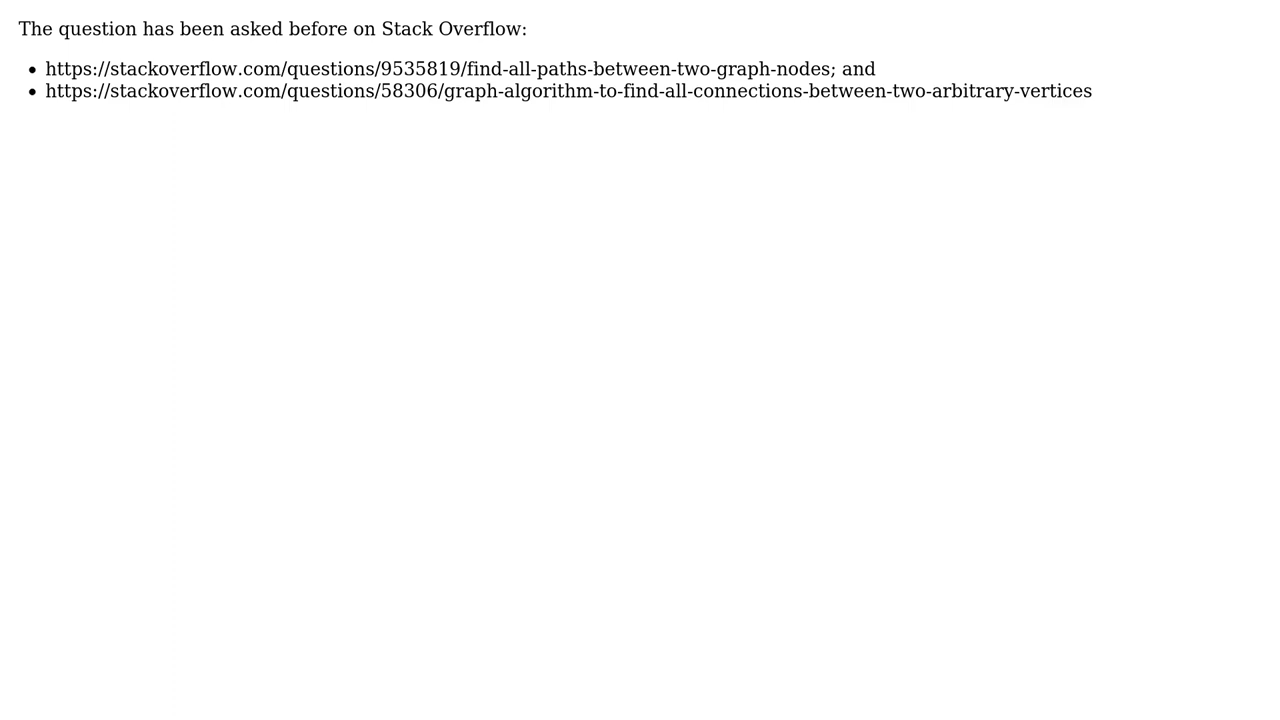 The question has been asked before on Stack Overflow:
• https://stackoverflow.com/questions/9535819/find-all-paths-between-two-graph-nodes; and
• https://stackoverflow.com/questions/58306/graph-algorithm-to-find-all-connections-between-two-arbitrary-vertices